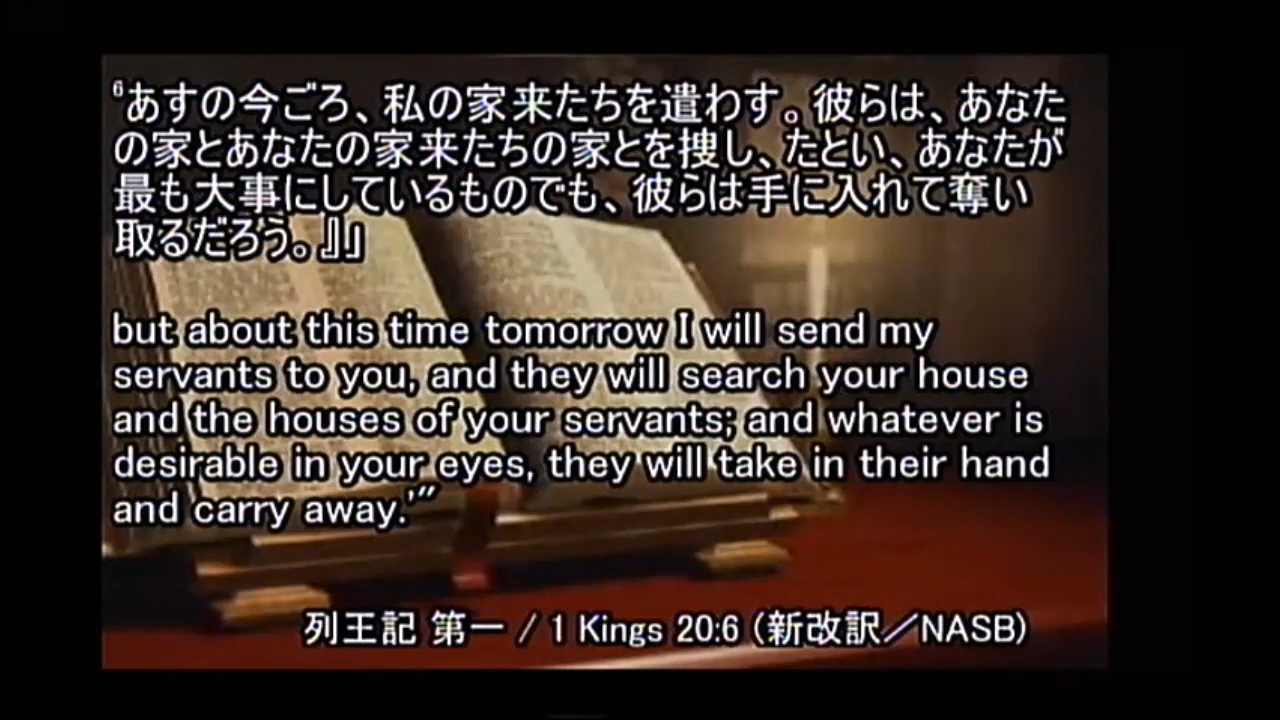 6あすの今ごろ、私の家来たちを遣わす。彼らは、あなた
の家とあなたの家来たちの家とを捜し、たとい、あなたが
最も大事にしているものでも、彼らは手に入れて奪い
取るだろう。』」
but about this time tomorrow I will send my
servants to you, and they will search your house
and the houses of your servants; and whatever is
desirable in your eyes, they will take in their hand
and carry away.'"
列王記 第一 / 1 Kings 20:6 (新改訳／NASB)